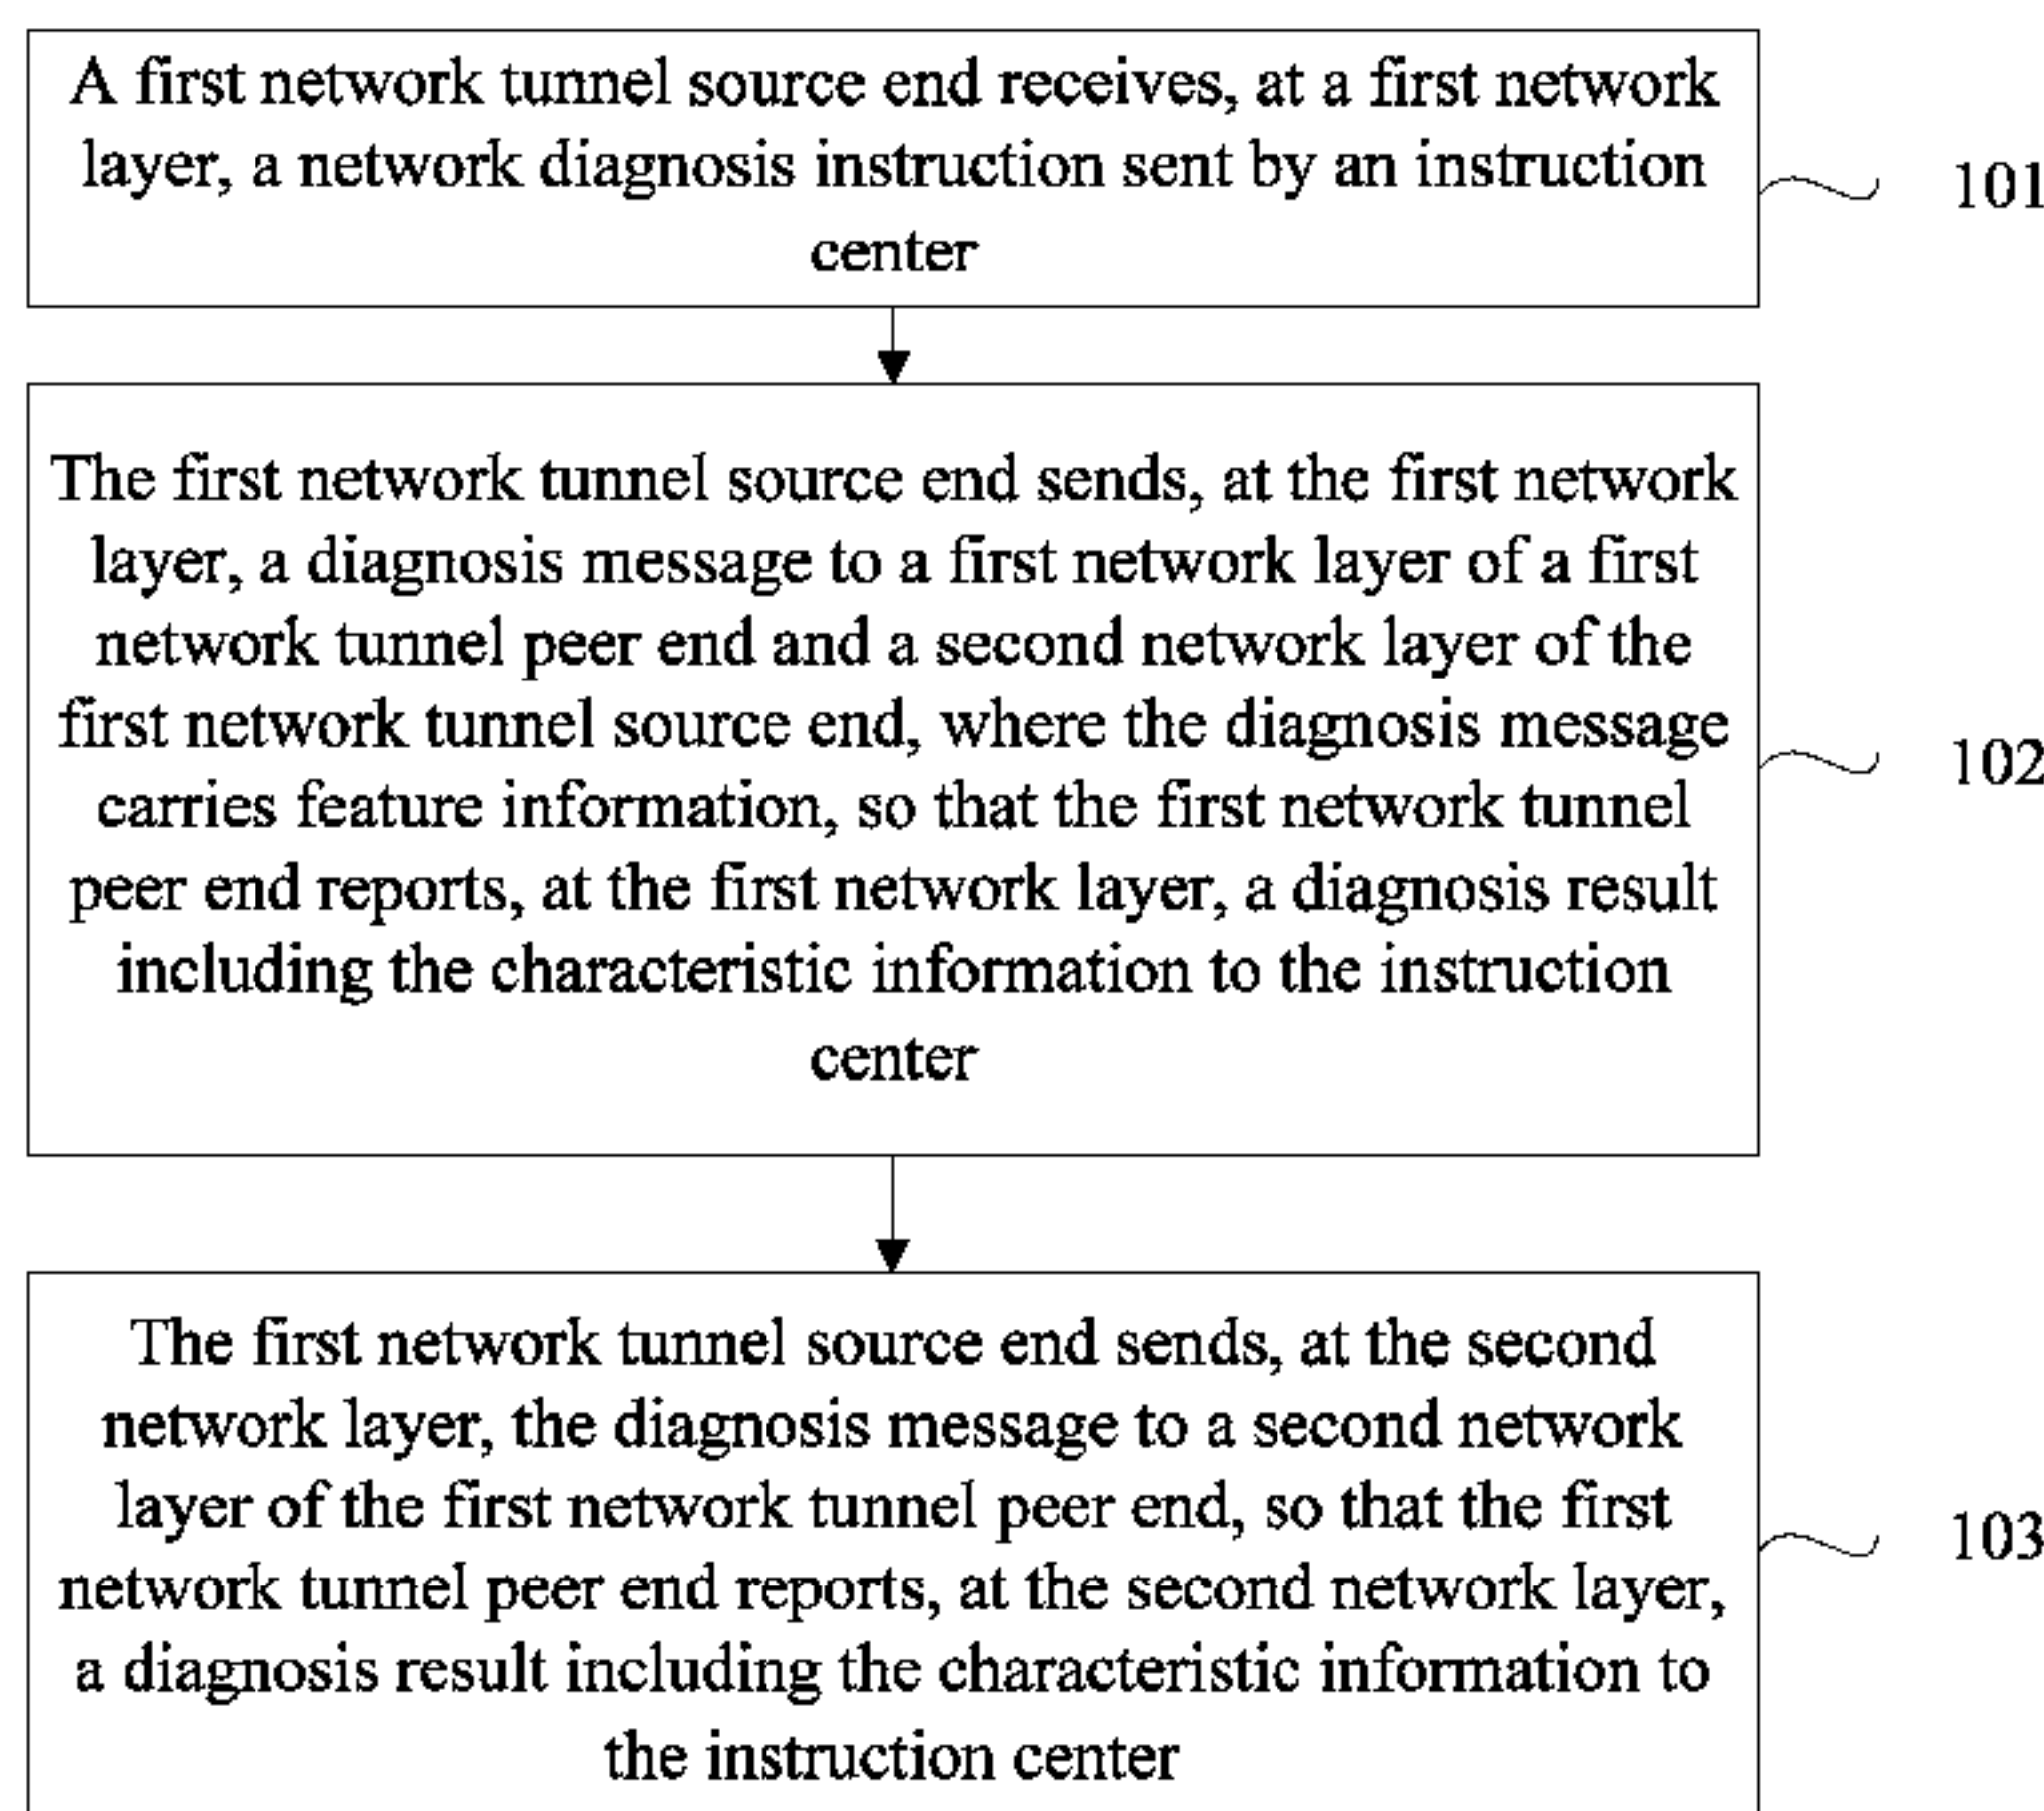 A first network tunnel source end receives, at a first network
layer, a network diagnosis instruction sent by an instruction
center
101
The first network tunnel source end sends, at the first network
layer, a diagnosis message to a first network layer of a first
network tunnel peer end and a second network layer of the
first network tunnel source end, where the diagnosis message
carries feature information, so that the first network tunnel
peer end reports, at the first network layer, a diagnosis result
including the characteristic information to the instruction
center
102
The first network tunnel source end sends, at the second
network layer, the diagnosis message to a second network
layer of the first network tunnel peer end, so that the first
network tunnel peer end reports, at the second network layer,
a diagnosis result including the characteristic information to
the instruction center
103